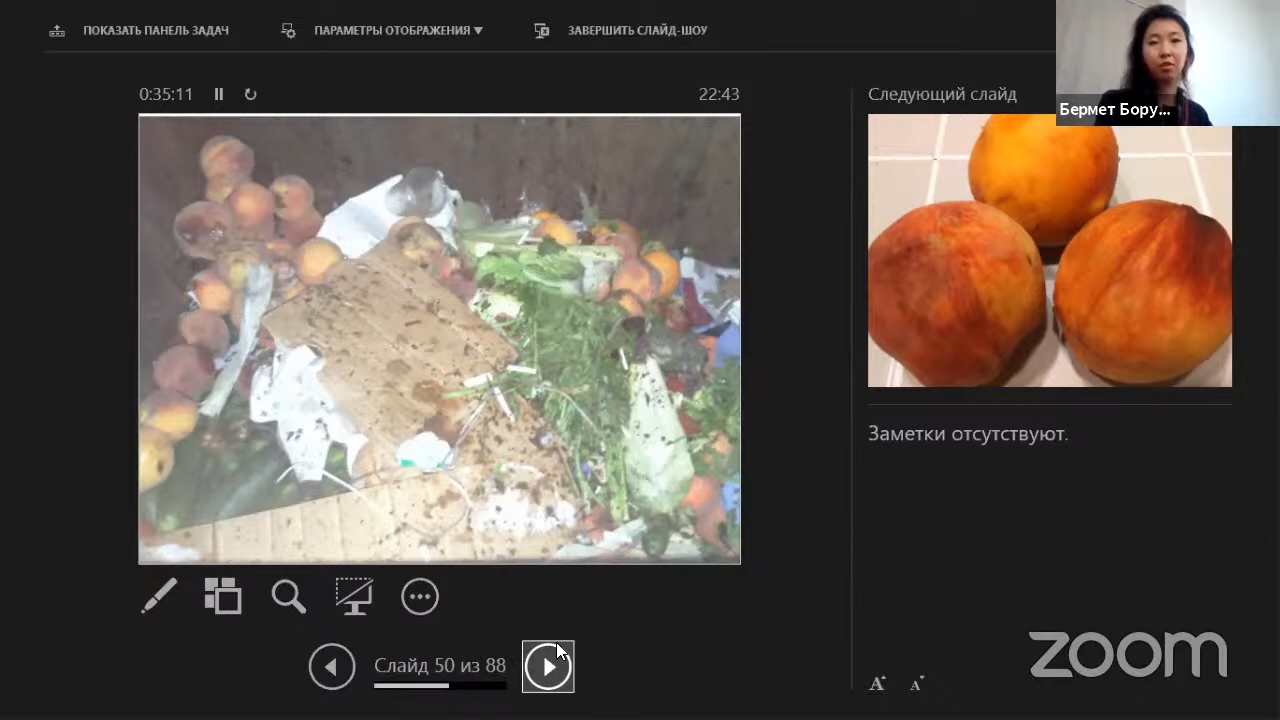 ПОКАЗАТЬ ПАНЕЛЬ ЗАДАЧ
ПАРАМЕТРЫ ОТОБРАЖЕНИЯ
ЗАВЕРШИТЬ СЛАЙД-ШОУ
0:35:11
22:43
Следующий слайд
Бермет Бору...
Заметки отсутствуют.
Слайд 50 из 88
A A
zoom